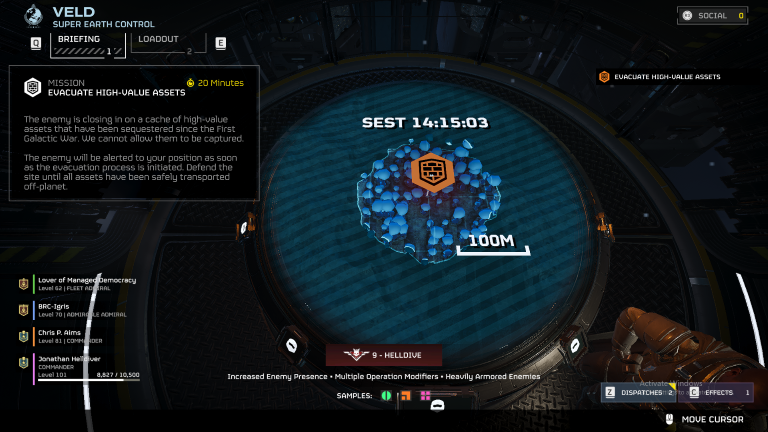 VELD
SUPER EARTH CONTROL
SOCIAL 0
Q
BRIEFING
1
LOADOUT
2
E
MISSION
20 Minutes
EVACUATE HIGH-VALUE ASSETS
The enemy is closing in on a cache of high-value
assets that have been sequestered since the First
Galactic War. We cannot allow them to be captured.
The enemy will be alerted to your position as soon
as the evacuation process is initiated. Defend the
site until all assets have been safely transported
off-planet.
EVACUATE HIGH-VALUE ASSETS
SEST 14:15:03
100M
Lover of Managed Democracy
Level 62 | FLEET ADMIRAL
BRC-Igris
Level 70 | ADMIRABLE ADMIRAL
Chris P. Alms
Level 81 | COMMANDER
Jonathan Helldiver
COMMANDER
Level 101 8,827 / 10,500
9 - HELLDIVE
Increased Enemy Presence • Multiple Operation Modifiers • Heavily Armored Enemies
SAMPLES:
Activate Windows
Z DISPATCHES 2
C EFFECTS 1
MOVE CURSOR